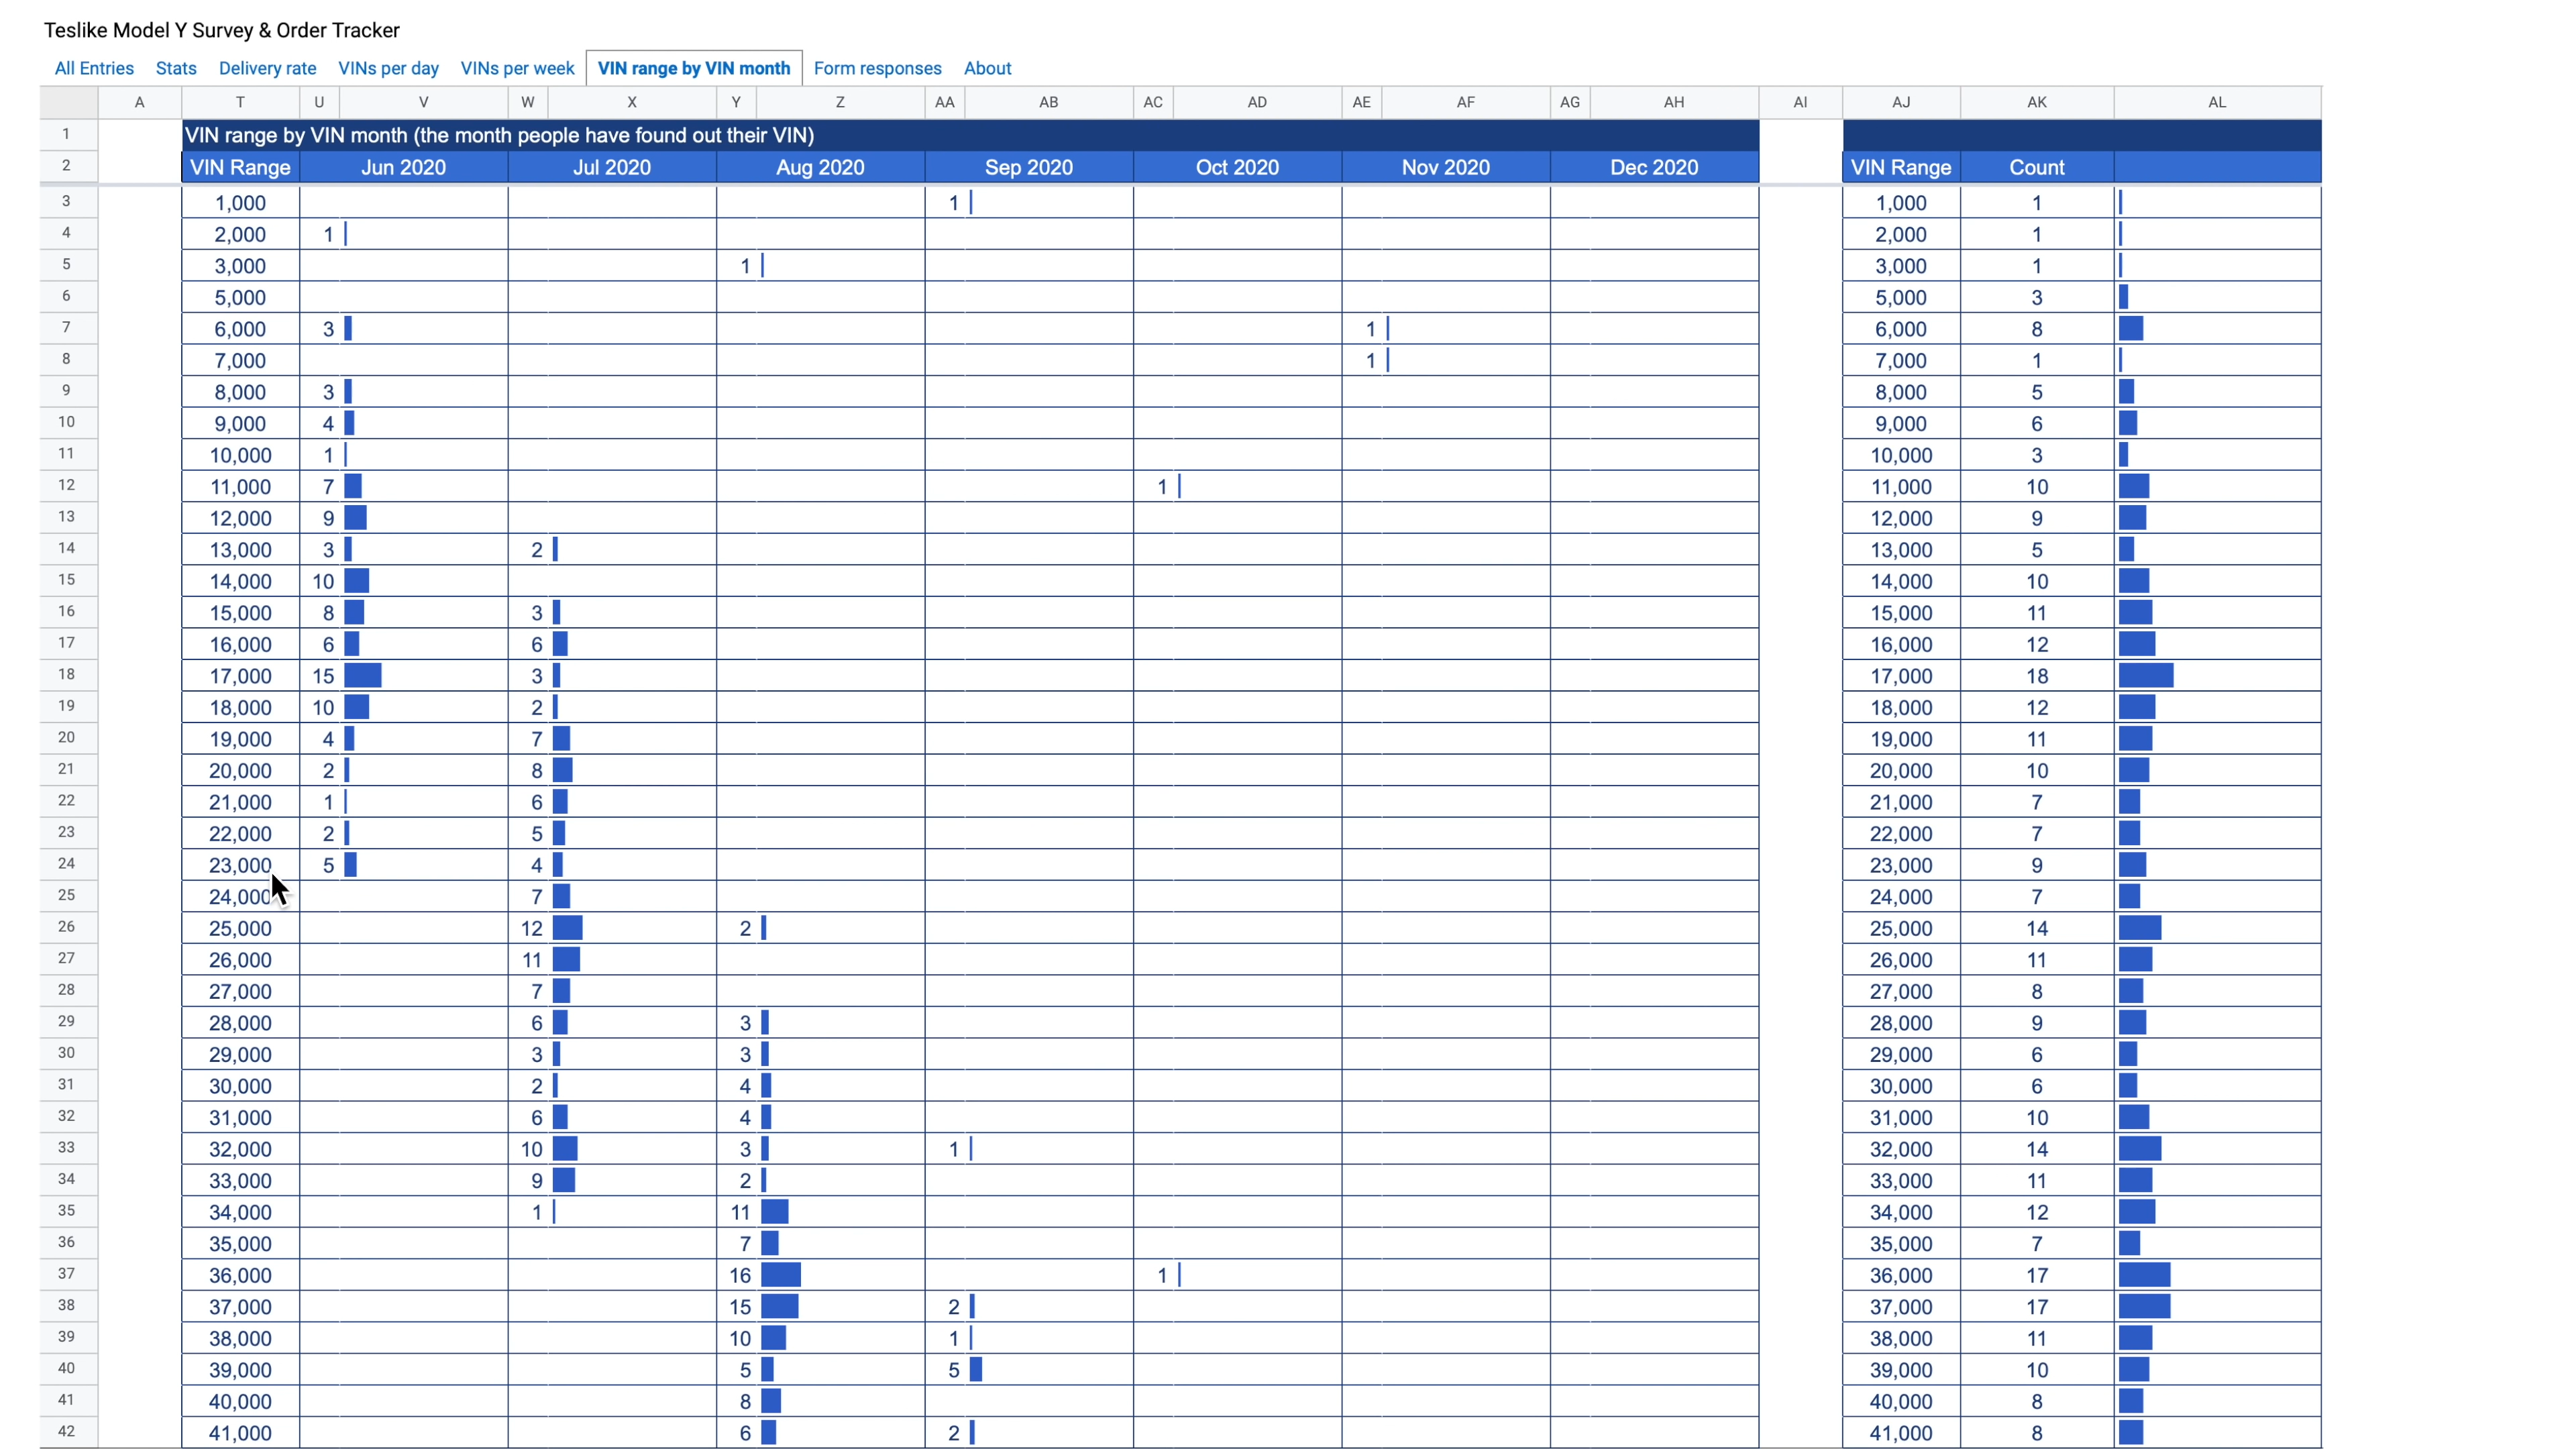 Teslike Model Y Survey & Order Tracker
All Entries Stats Delivery rate VINs per day VINs per week VIN range by VIN month Form responses About
A T U V W X Y Z AA AB AC AD AE AF AG AH AI AJ AK AL
1 VIN range by VIN month (the month people have found out their VIN)
2 VIN Range Jun 2020 Jul 2020 Aug 2020 Sep 2020 Oct 2020 Nov 2020 Dec 2020 VIN Range Count
3 1,000 1 1,000 1
4 2,000 1 2,000 1
5 3,000 1 3,000 1
6 5,000 5,000 3
7 6,000 3 1 6,000 8
8 7,000 1 7,000 1
9 8,000 3 8,000 5
10 9,000 4 9,000 6
11 10,000 1 10,000 3
12 11,000 7 1 11,000 10
13 12,000 9 12,000 9
14 13,000 3 2 13,000 5
15 14,000 10 14,000 10
16 15,000 8 3 15,000 11
17 16,000 6 6 16,000 12
18 17,000 15 3 17,000 18
19 18,000 10 2 18,000 12
20 19,000 4 7 19,000 11
21 20,000 2 8 20,000 10
22 21,000 1 6 21,000 7
23 22,000 2 5 22,000 7
24 23,000 5 4 23,000 9
25 24,000 7 24,000 7
26 25,000 12 2 25,000 14
27 26,000 11 26,000 11
28 27,000 7 27,000 8
29 28,000 6 3 28,000 9
30 29,000 3 3 29,000 6
31 30,000 2 4 30,000 6
32 31,000 6 4 31,000 10
33 32,000 10 3 1 32,000 14
34 33,000 9 2 33,000 11
35 34,000 1 11 34,000 12
36 35,000 7 35,000 7
37 36,000 16 1 36,000 17
38 37,000 15 2 37,000 17
39 38,000 10 1 38,000 11
40 39,000 5 5 39,000 10
41 40,000 8 40,000 8
42 41,000 6 2 41,000 8